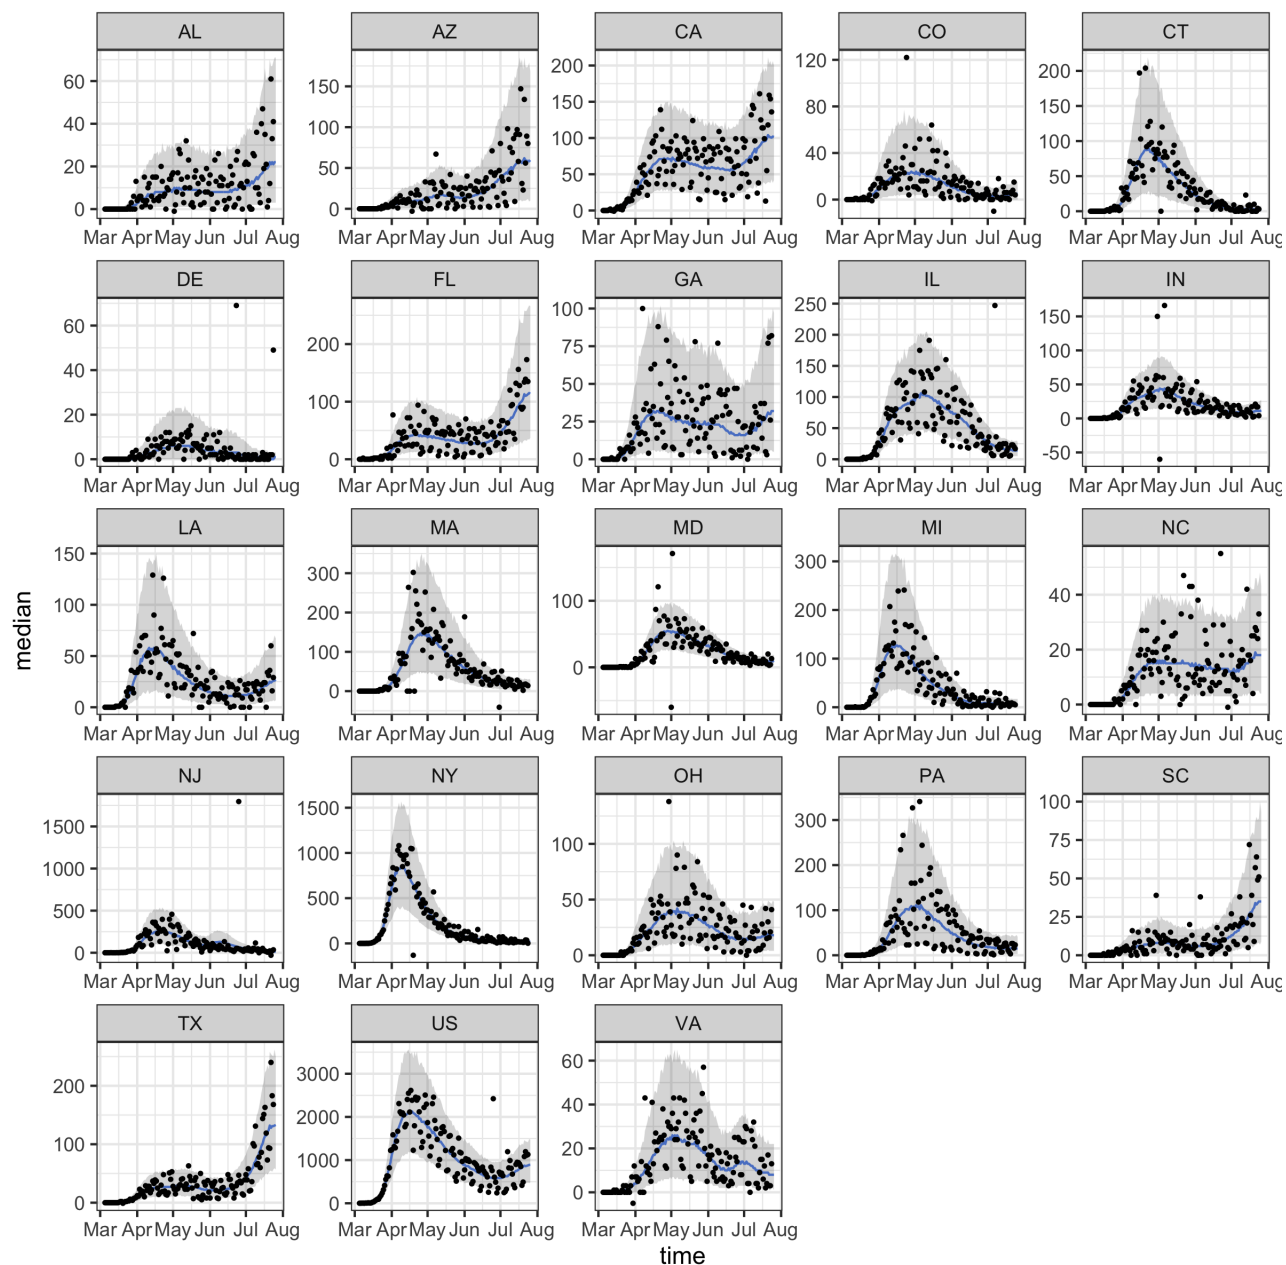 AL AZ CA CO CT
60 40 20 0 150 100 50 0 200 150 100 50 0 120 80 40 0 200 150 100 50 0
Mar Apr May Jun Jul Aug Mar Apr May Jun Jul Aug Mar Apr May Jun Jul Aug Mar Apr May Jun Jul Aug Mar Apr May Jun Jul Aug
DE FL GA IL IN
60 40 20 0 200 100 0 100 75 50 25 0 250 200 150 100 50 0 150 100 50 0 -50
Mar Apr May Jun Jul Aug Mar Apr May Jun Jul Aug Mar Apr May Jun Jul Aug Mar Apr May Jun Jul Aug Mar Apr May Jun Jul Aug
LA MA MD MI NC
150 100 50 0 300 200 100 0 100 0 300 200 100 0 40 20 0
Mar Apr May Jun Jul Aug Mar Apr May Jun Jul Aug Mar Apr May Jun Jul Aug Mar Apr May Jun Jul Aug Mar Apr May Jun Jul Aug
median
NJ NY OH PA SC
1500 1000 500 0 1500 1000 500 0 100 50 0 300 200 100 0 100 75 50 25 0
Mar Apr May Jun Jul Aug Mar Apr May Jun Jul Aug Mar Apr May Jun Jul Aug Mar Apr May Jun Jul Aug Mar Apr May Jun Jul Aug
TX US VA
200 100 0 3000 2000 1000 0 60 40 20 0
Mar Apr May Jun Jul Aug Mar Apr May Jun Jul Aug Mar Apr May Jun Jul Aug
time